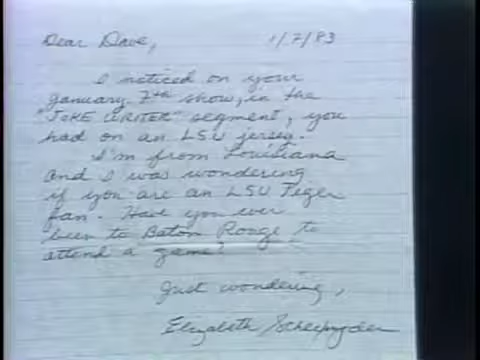 Dear Dave, 1/7/83
I noticed on your
January 7th show, in the
"JOKE WRITER" segment, you
had on an LSU jersey.
I'm from Louisiana
and I was wondering
if you are an LSU Tiger
fan. Have you ever
been to Baton Rouge to
attend a game?
Just wondering,
Elizabeth